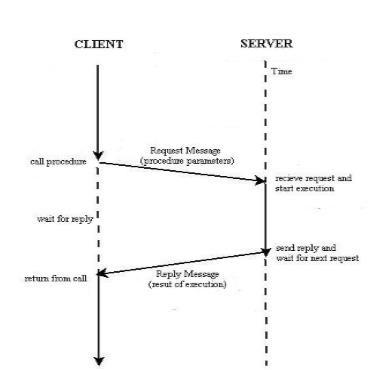 CLIENT
SERVER
Time
Request Message
(procedure parameters)
call procedure
recieve request and
start execution
wait for reply
send reply and
wait for next request
return from call
Reply Message
(resut of execution)